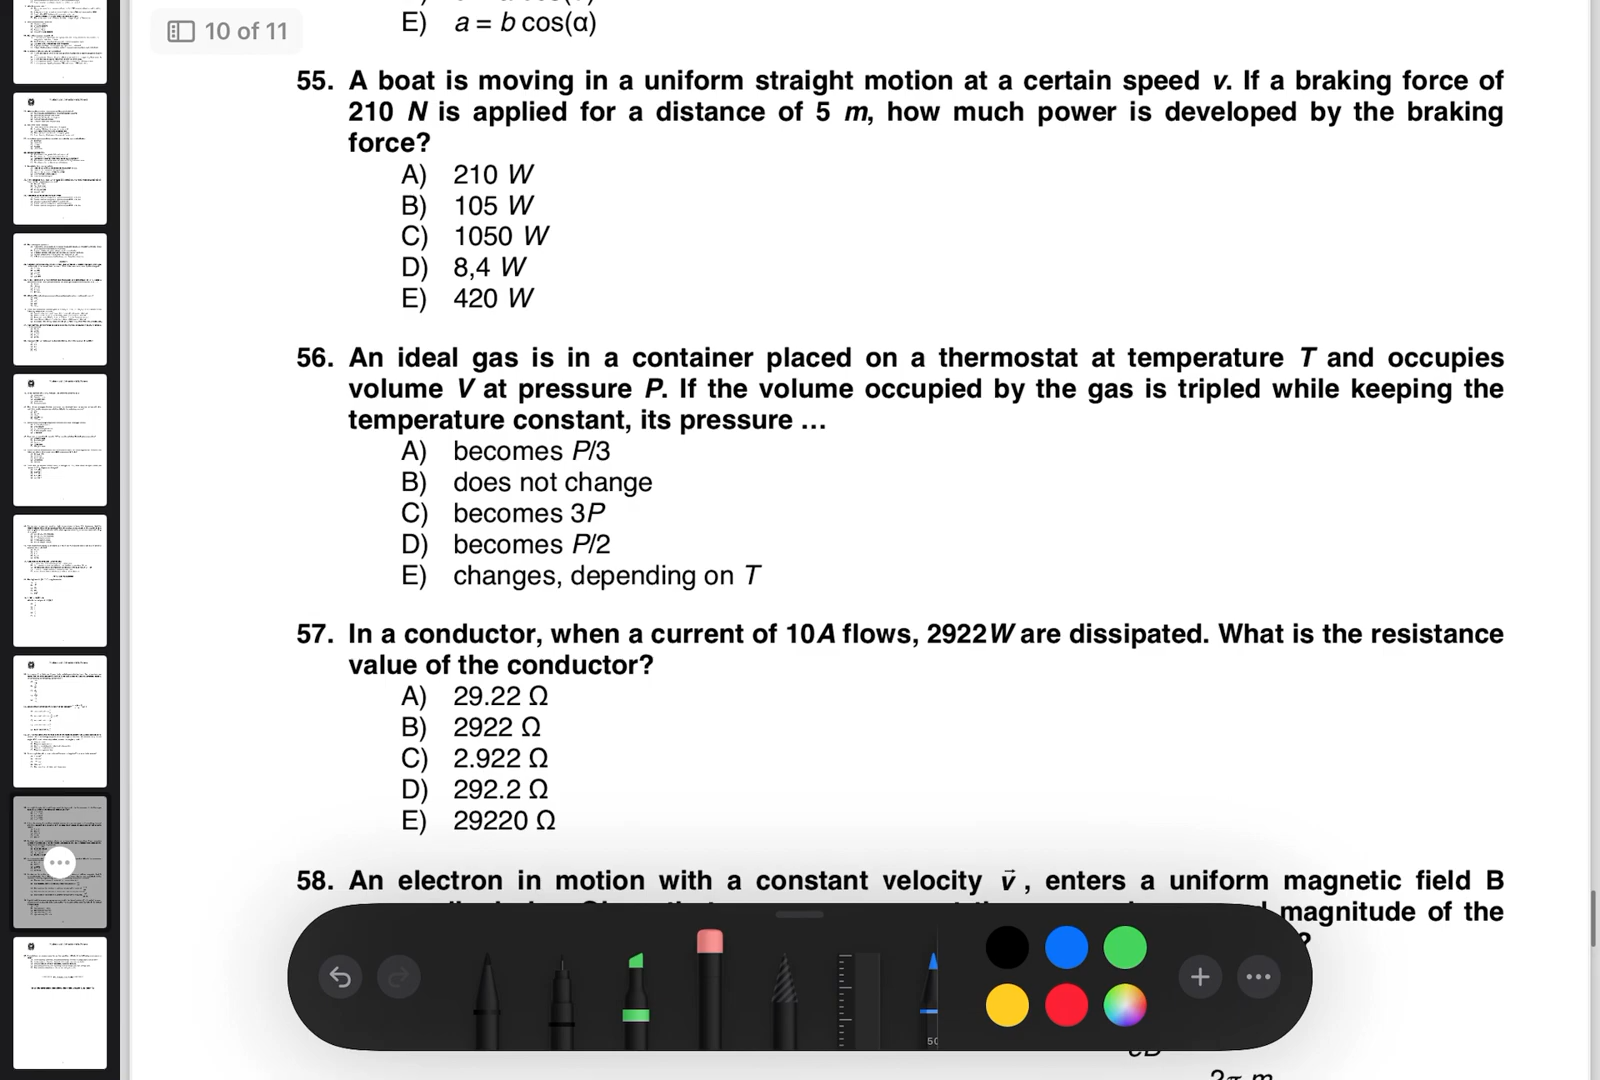 10 of 11
E) a = b cos(α)
55. A boat is moving in a uniform straight motion at a certain speed v. If a braking force of
210 N is applied for a distance of 5 m, how much power is developed by the braking
force?
A) 210 W
B) 105 W
C) 1050 W
D) 8,4 W
E) 420 W
56. An ideal gas is in a container placed on a thermostat at temperature T and occupies
volume V at pressure P. If the volume occupied by the gas is tripled while keeping the
temperature constant, its pressure ...
A) becomes P/3
B) does not change
C) becomes 3P
D) becomes P/2
E) changes, depending on T
57. In a conductor, when a current of 10A flows, 2922W are dissipated. What is the resistance
value of the conductor?
A) 29.22 Ω
B) 2922 Ω
C) 2.922 Ω
D) 292.2 Ω
E) 29220 Ω
58. An electron in motion with a constant velocity v⃗ , enters a uniform magnetic field B
magnitude of the
?
50